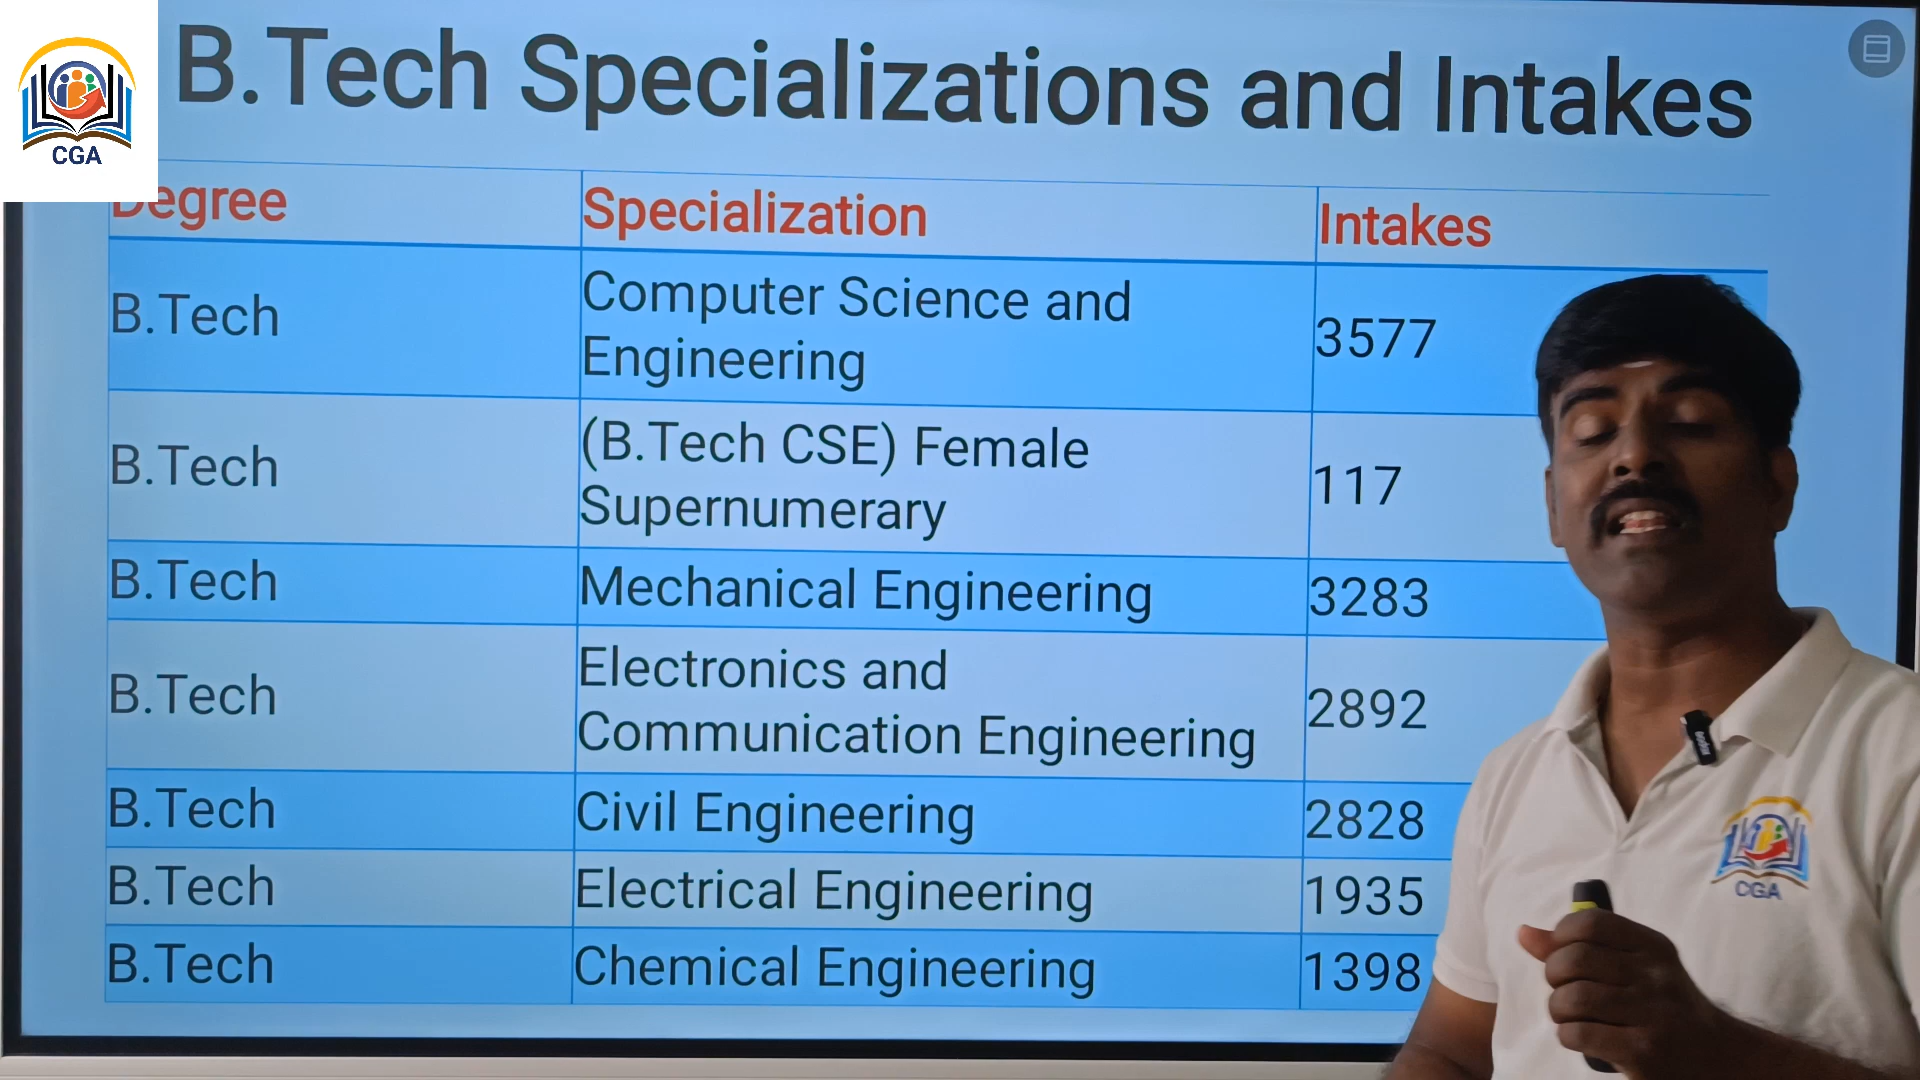 CGA
B.Tech Specializations and Intakes
Degree Specialization Intakes
B.Tech Computer Science and
Engineering 3577
B.Tech (B.Tech CSE) Female
Supernumerary 117
B.Tech Mechanical Engineering 3283
B.Tech Electronics and
Communication Engineering 2892
B.Tech Civil Engineering 2828
B.Tech Electrical Engineering 1935
B.Tech Chemical Engineering 1398
CGA